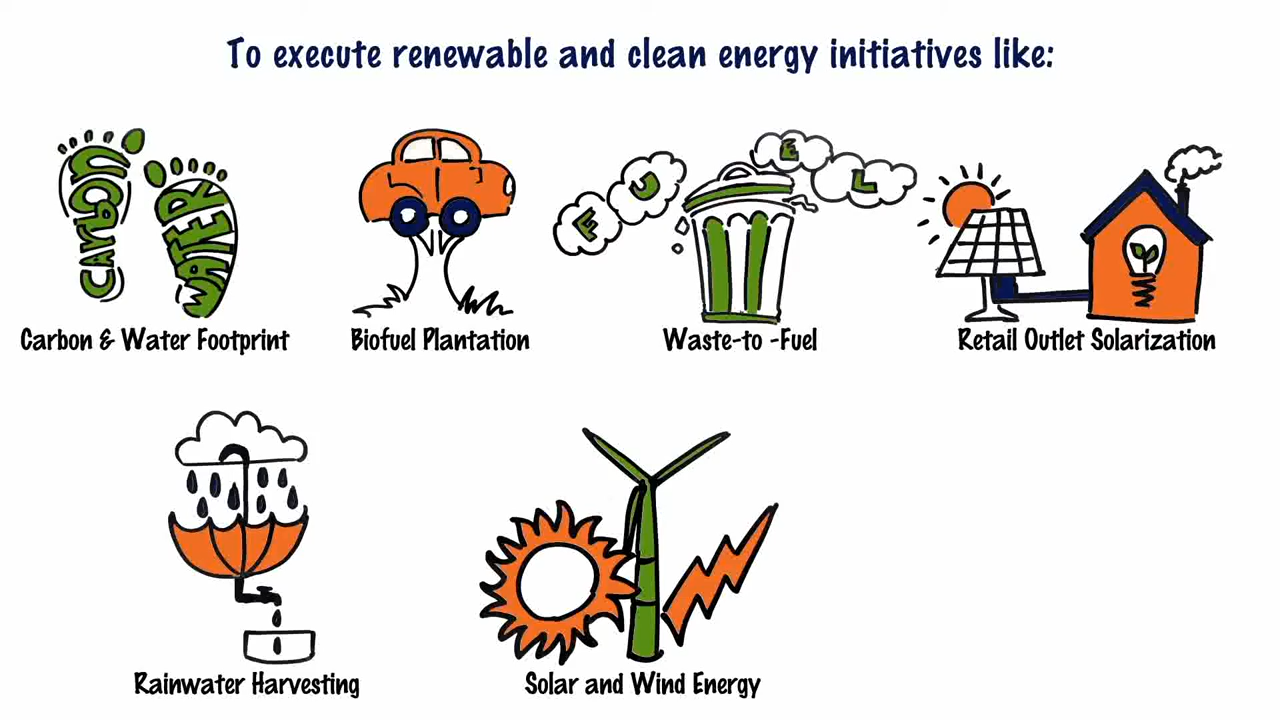 To execute renewable and clean energy initiatives like:
CARBON
WATER
F U E L
Carbon & Water Footprint
Biofuel Plantation
Waste-to -Fuel
Retail Outlet Solarization
Rainwater Harvesting
Solar and Wind Energy